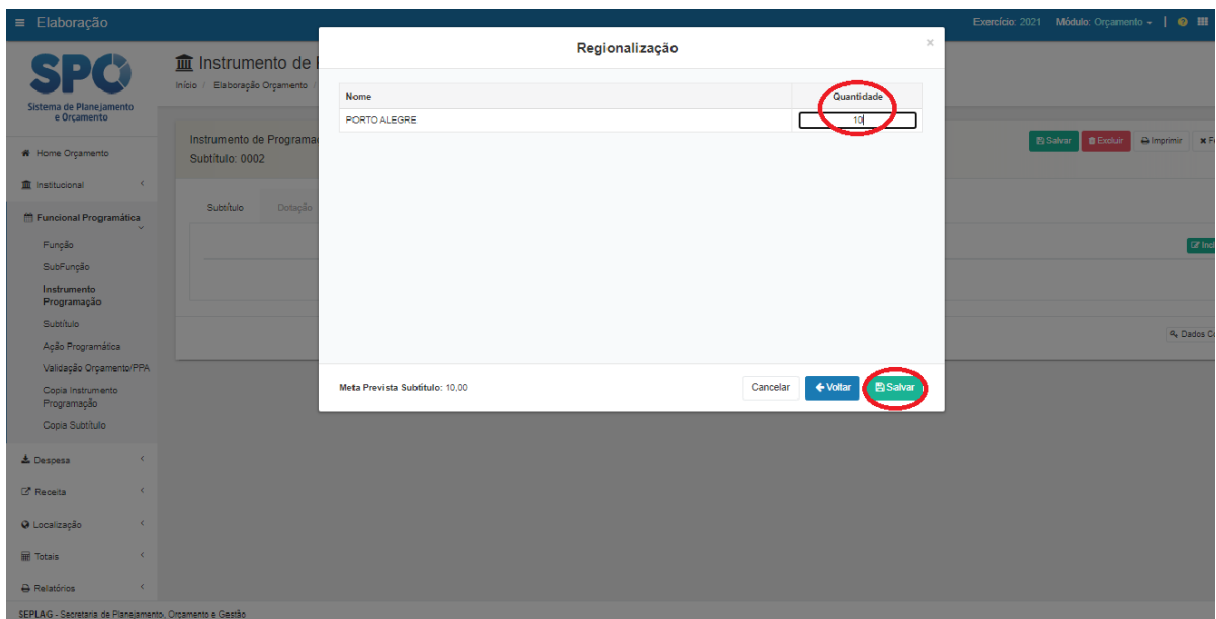 Elaboração
Exercício: 2021 Módulo: Orçamento
SPO
Sistema de Planejamento
e Orçamento
Home Orçamento
Institucional
Funcional Programática
Função
SubFunção
Instrumento
Programação
Subtítulo
Ação Programática
Validação Orçamento/PPA
Copia Instrumento
Programação
Copia Subtítulo
Despesa
Receita
Localização
Totais
Relatórios
Instrumento de
Início / Elaboração Orçamento /
Instrumento de Programa
Subtítulo: 0002
Salvar Excluir Imprimir
Subtítulo Dotação
Incl
Dados C
Regionalização
×
Nome Quantidade
PORTO ALEGRE 10
Meta Prevista Subtítulo: 10,00
Cancelar Voltar Salvar
SEPLAG - Secretaria de Planejamento, Orçamento e Gestão